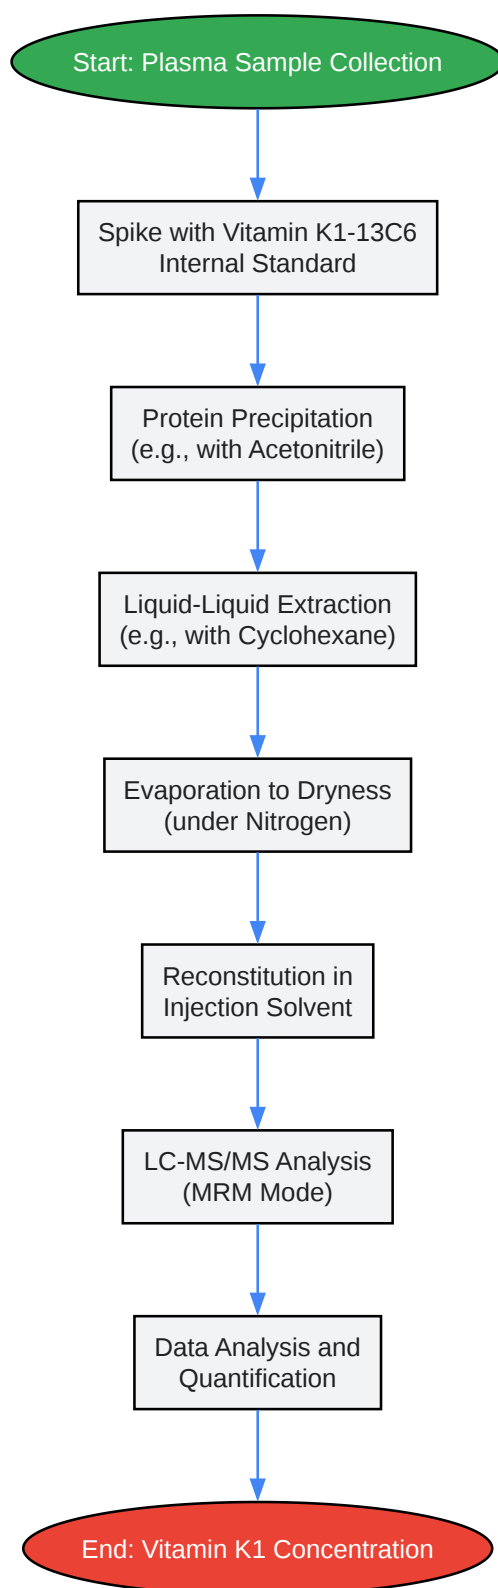 Start: Plasma Sample Collection
Spike with Vitamin K1-13C6
Internal Standard
Protein Precipitation
(e.g., with Acetonitrile)
Liquid-Liquid Extraction
(e.g., with Cyclohexane)
Evaporation to Dryness
(under Nitrogen)
Reconstitution in
Injection Solvent
LC-MS/MS Analysis
(MRM Mode)
Data Analysis and
Quantification
End: Vitamin K1 Concentration